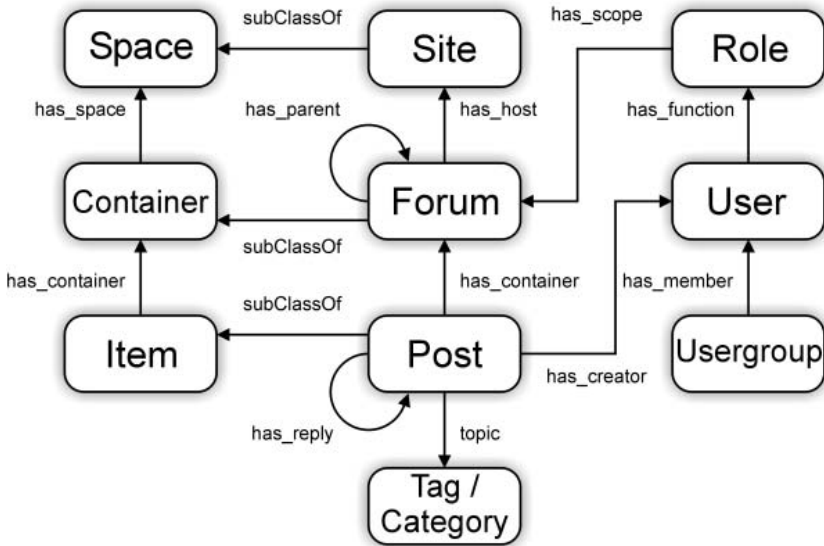 subClassOf
has_scope
Space
Site
Role
has_space
has_parent
has_host
has_function
Container
Forum
User
subClassOf
has_container
has_container
has_member
subClassOf
Item
Post
Usergroup
has_creator
has_reply
topic
Tag /
Category